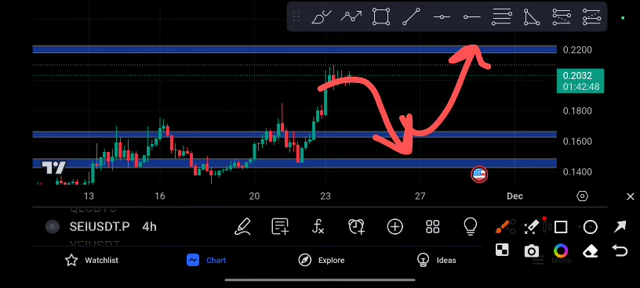 0.2200
0.2032
01:42:48
0.1800
0.1600
0.1400
13 16 20 23 27 Dec
SEIUSDT.P 4h
Watchlist Chart Explore Ideas